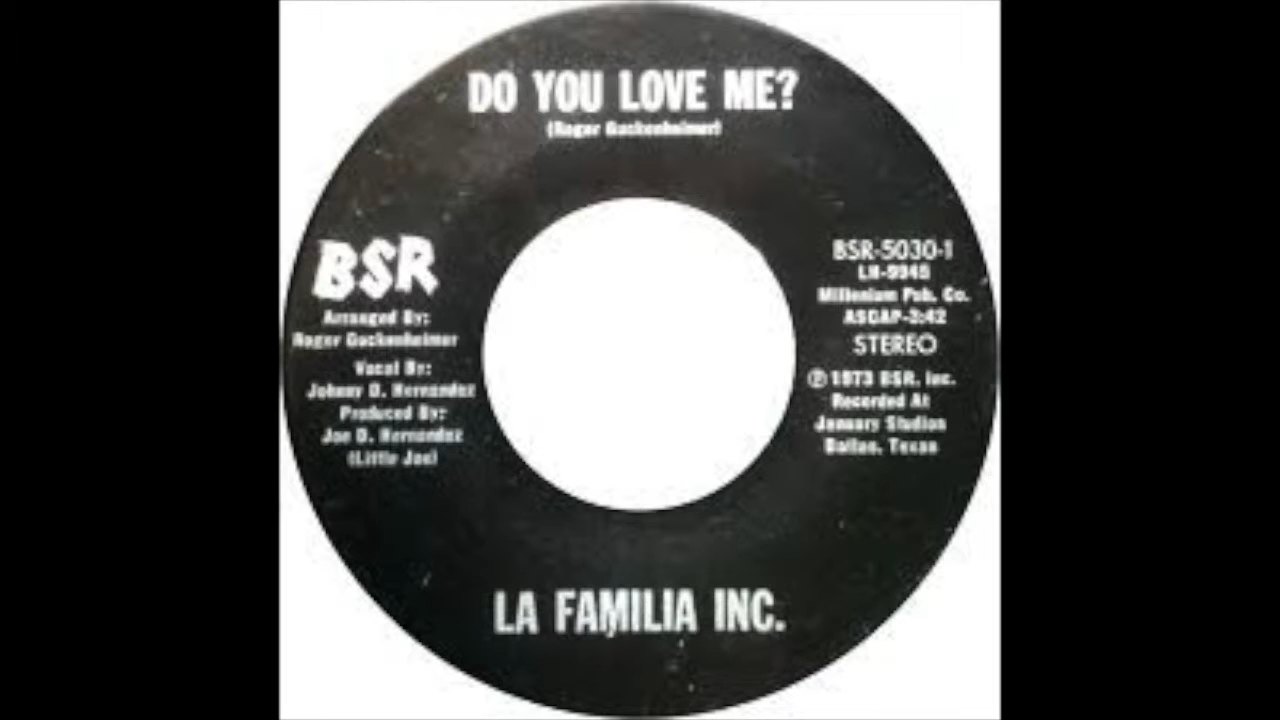 DO YOU LOVE ME?
(Roger Guckenheimer)
BSR
Arranged By:
Roger Guckenheimer
Vocal By:
Johnny D. Hernandez
Produced By:
Joe D. Hernandez
(Little Joe)
BSR-5030-1
LH-9945
Millenium Pub. Co.
ASCAP-3:42
STEREO
Ⓟ 1973 BSR, Inc.
Recorded At
January Studios
Dallas, Texas
LA FAMILIA INC.